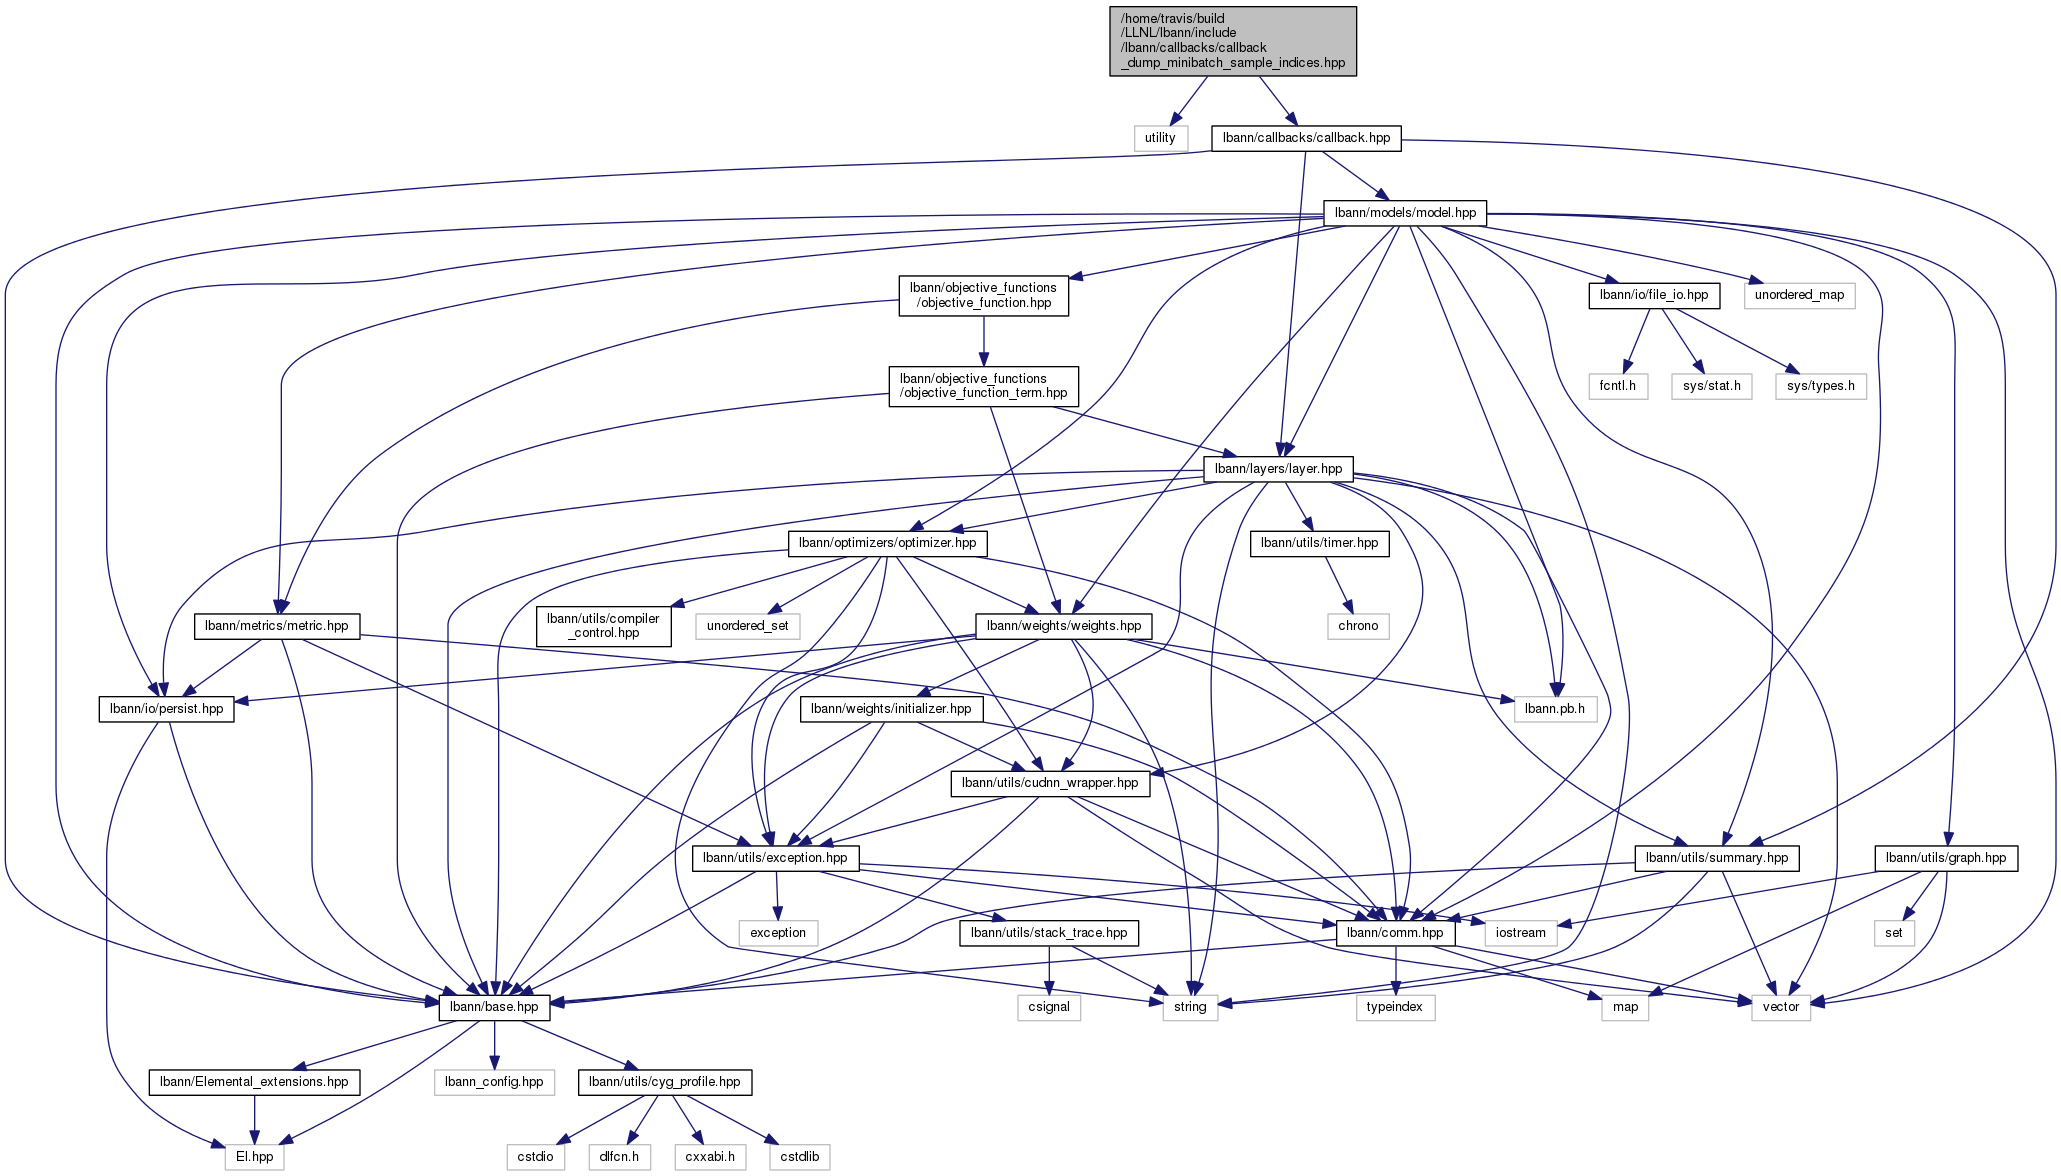 /home/travis/build
/LLNL/lbann/include
/lbann/callbacks/callback
_dump_minibatch_sample_indices.hpp
utility
lbann/callbacks/callback.hpp
lbann/models/model.hpp
lbann/objective_functions
/objective_function.hpp
lbann/io/file_io.hpp
unordered_map
lbann/objective_functions
/objective_function_term.hpp
fcntl.h
sys/stat.h
sys/types.h
lbann/layers/layer.hpp
lbann/optimizers/optimizer.hpp
lbann/utils/timer.hpp
lbann/metrics/metric.hpp
lbann/utils/compiler
_control.hpp
unordered_set
lbann/weights/weights.hpp
chrono
lbann/io/persist.hpp
lbann/weights/initializer.hpp
lbann.pb.h
lbann/utils/cudnn_wrapper.hpp
lbann/utils/exception.hpp
lbann/utils/summary.hpp
lbann/utils/graph.hpp
exception
lbann/utils/stack_trace.hpp
lbann/comm.hpp
iostream
set
lbann/base.hpp
csignal
string
typeindex
map
vector
lbann/Elemental_extensions.hpp
lbann_config.hpp
lbann/utils/cyg_profile.hpp
El.hpp
cstdio
dlfcn.h
cxxabi.h
cstdlib